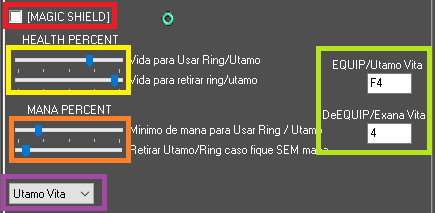 [MAGIC SHIELD]
HEALTH PERCENT
Vida para Usar Ring/Utamo
Vida para retirar ring/utamo
EQUIP/Utamo Vita
F4
MANA PERCENT
DeEQUIP/Exana Vita
4
Minimo de mana para Usar Ring / Utamo
Retirar Utamo/Ring caso fique SEM mana
Utamo Vita